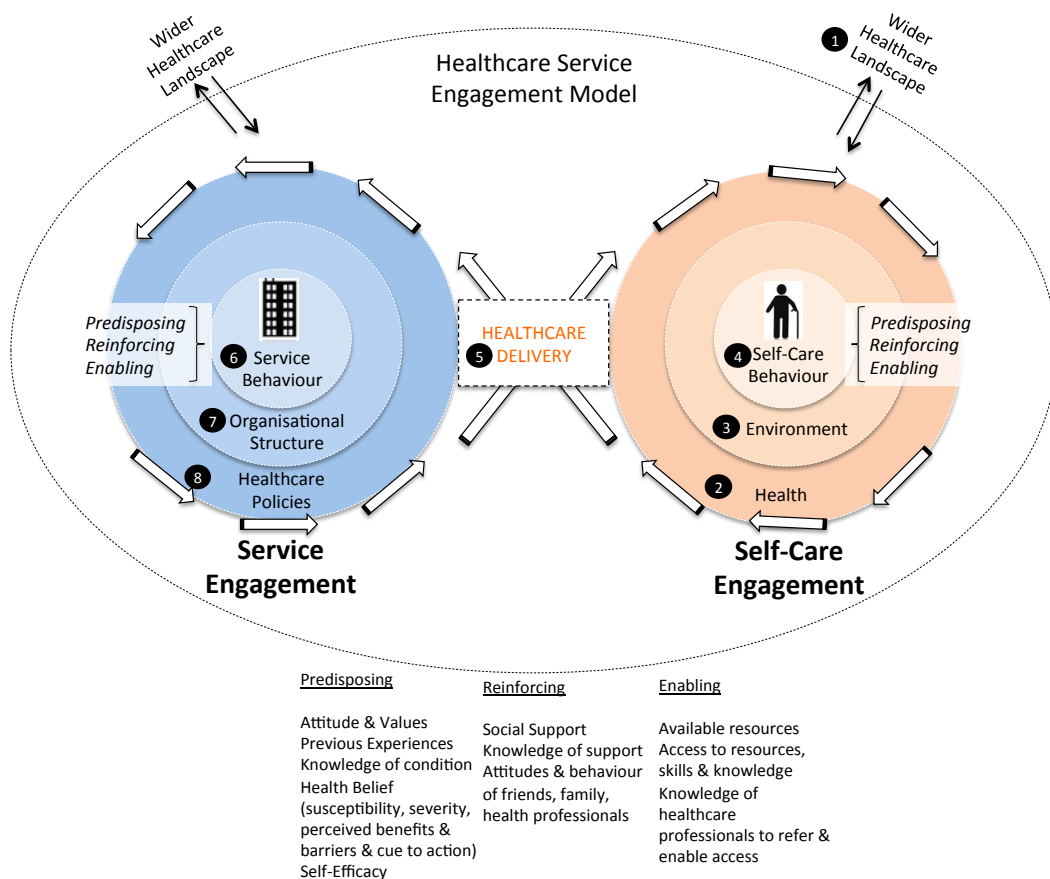 Wider
Healthcare
Landscape
1
Wider
Healthcare
Landscape
Healthcare Service
Engagement Model
Predisposing
Reinforcing
Enabling
6
Service
Behaviour
7
Organisational
Structure
8
Healthcare
Policies
Service
Engagement
HEALTHCARE
5
DELIVERY
4
Self-Care
Behaviour
3
Environment
2
Health
Predisposing
Reinforcing
Enabling
Self-Care
Engagement
Predisposing
Attitude & Values
Previous Experiences
Knowledge of condition
Health Belief
(susceptibility, severity,
perceived benefits &
barriers & cue to action)
Self-Efficacy
Reinforcing
Social Support
Knowledge of support
Attitudes & behaviour
of friends, family,
health professionals
Enabling
Available resources
Access to resources,
skills & knowledge
Knowledge of
healthcare
professionals to refer &
enable access